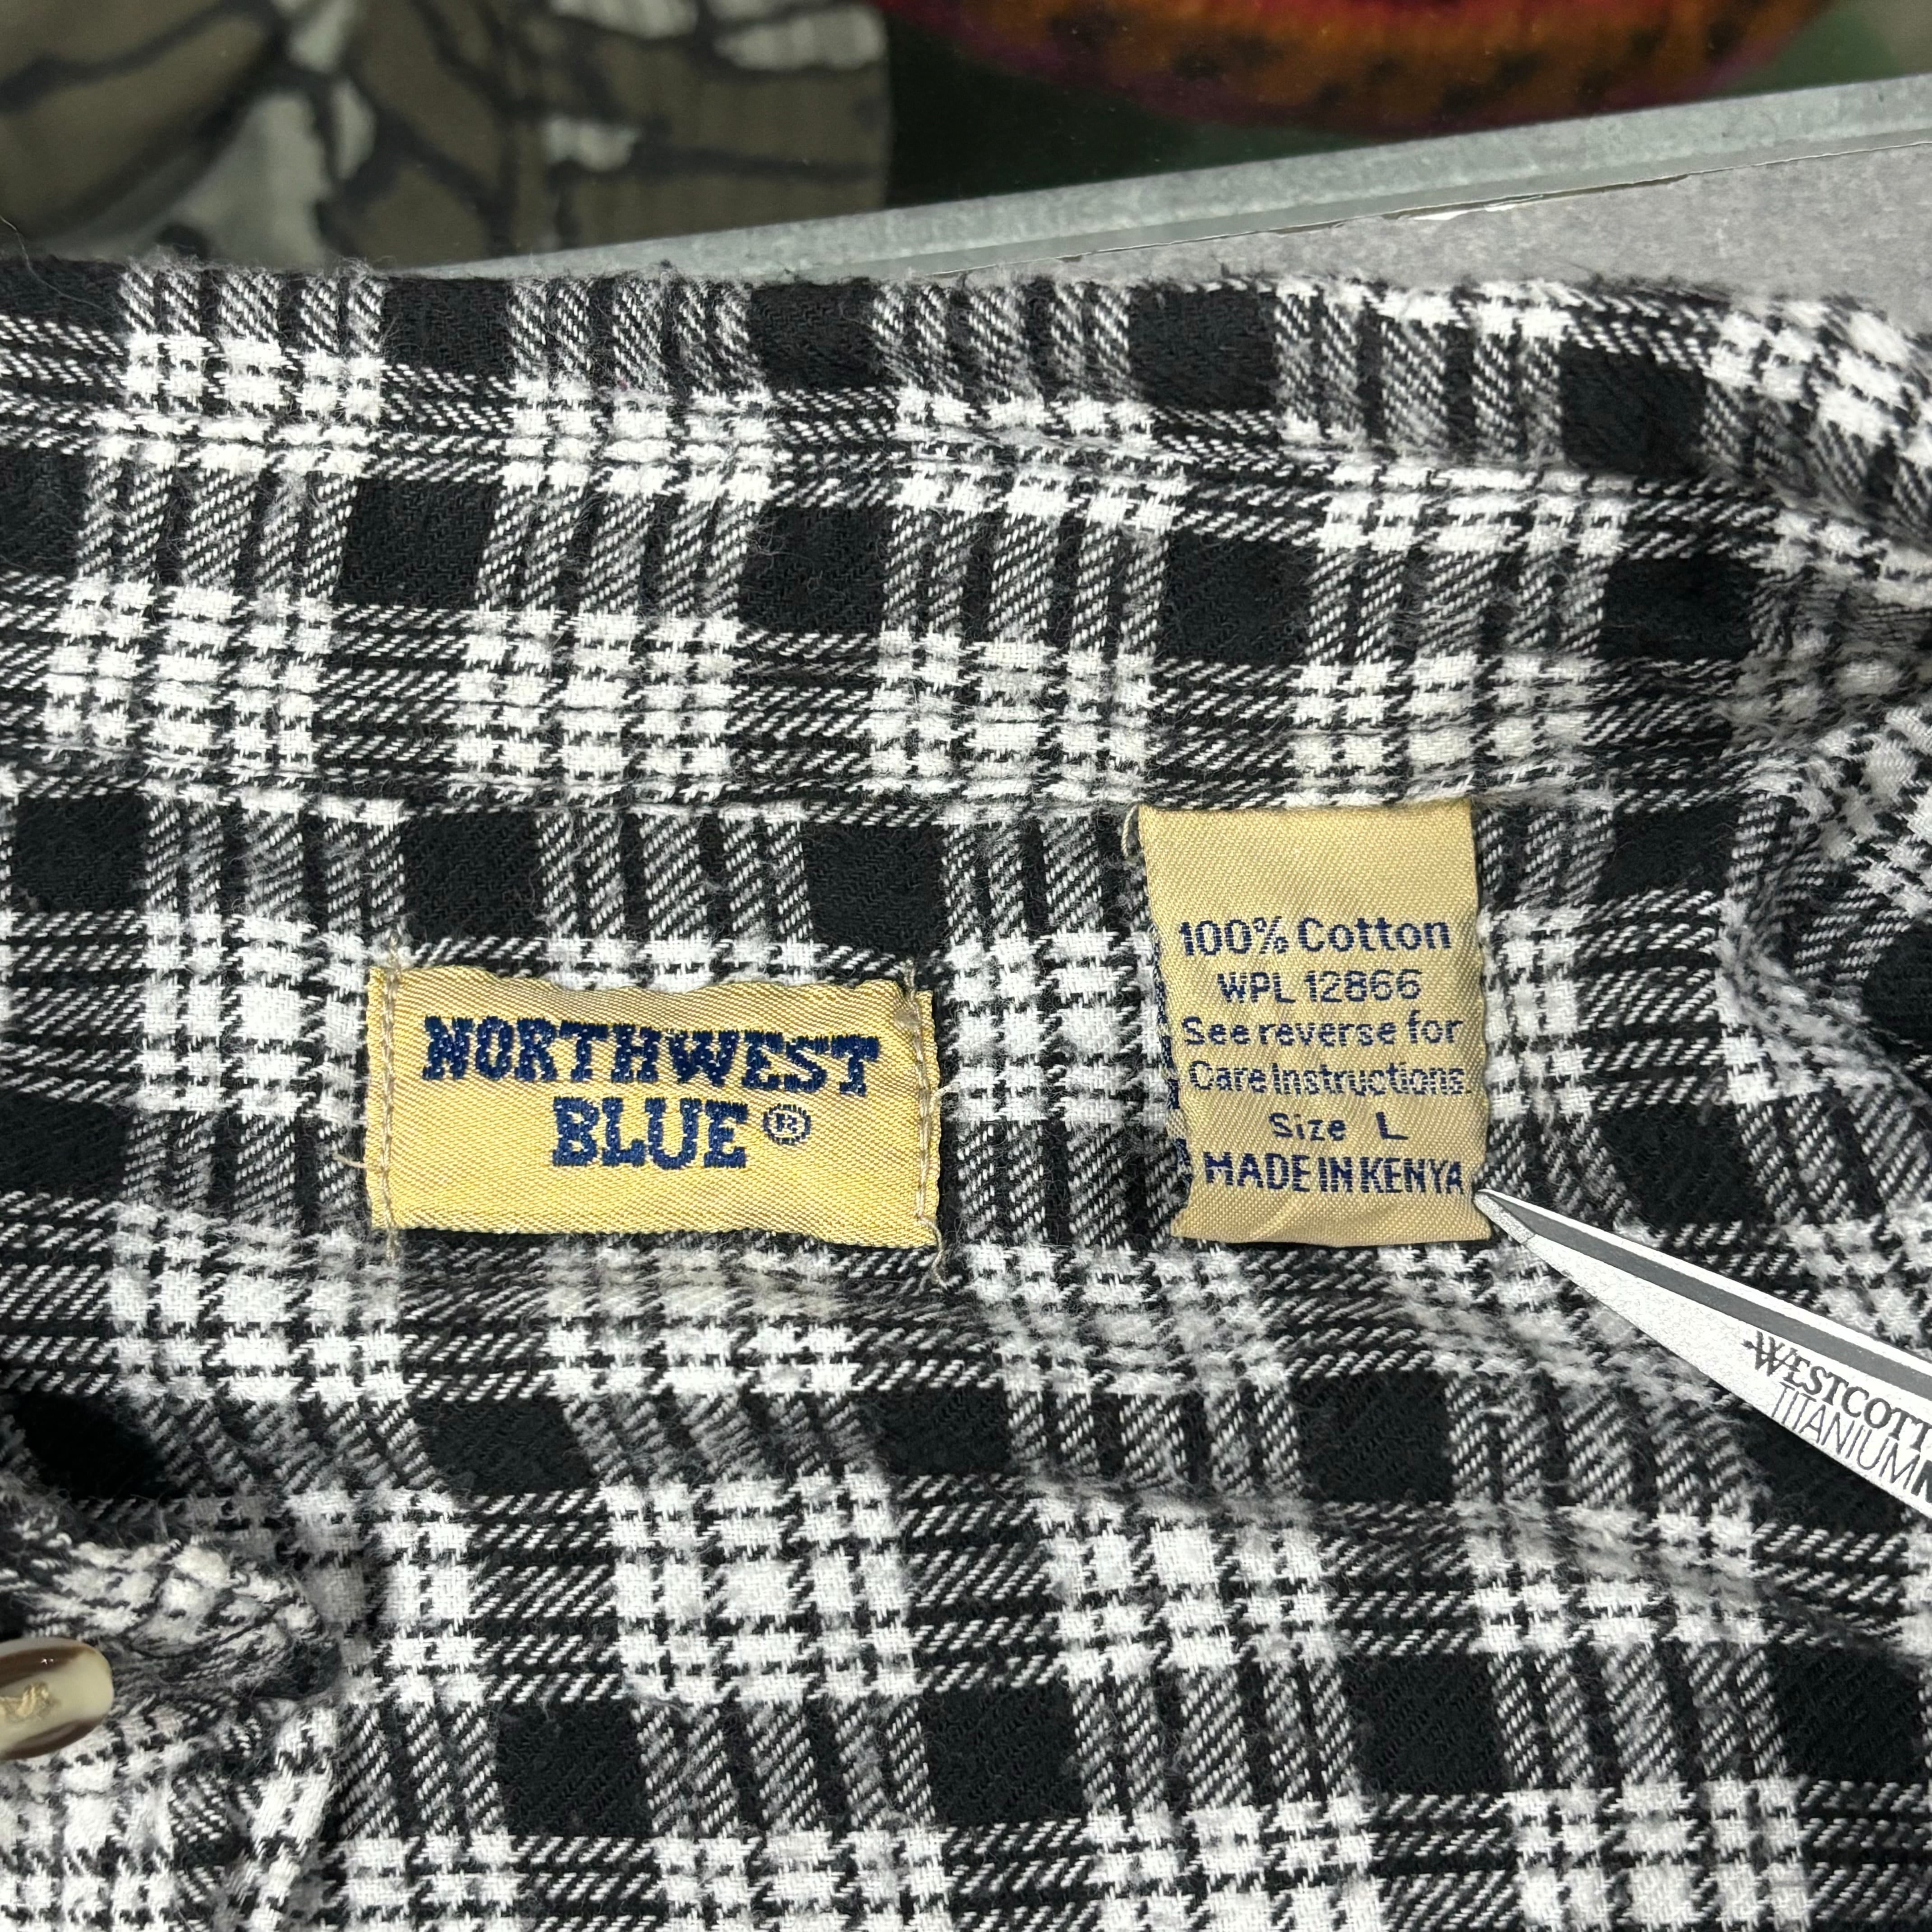 NORTHWEST
BLUE ®
100% Cotton
WPL 12866
See reverse for
Care Instructions.
Size L
MADE IN KENYA
WESTCOTT
TITANIUM